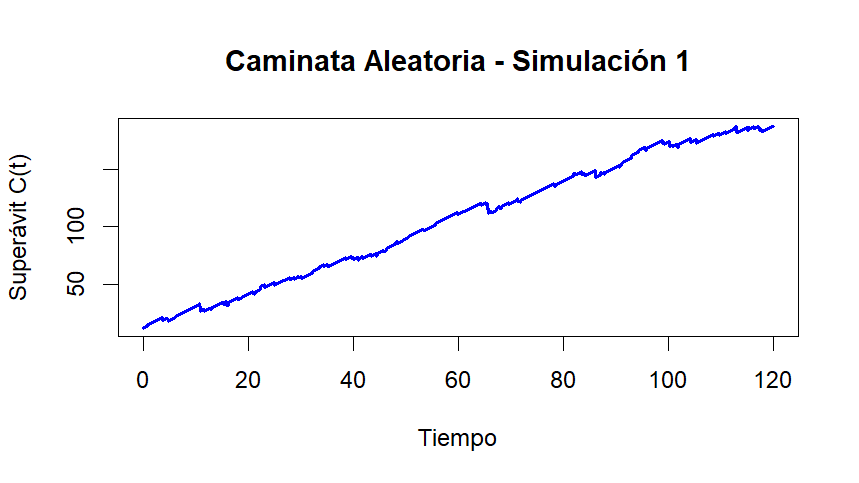 Caminata Aleatoria - Simulación 1
Superávit C(t)
100
50
0 20 40 60 80 100 120
Tiempo